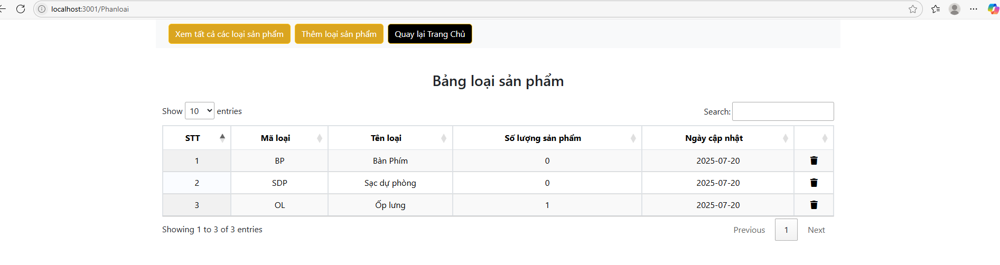 localhost:3001/Phanloai
Xem tất cả các loại sản phẩm Thêm loại sản phẩm Quay lại Trang Chủ
Bảng loại sản phẩm
Show 10 entries Search:
STT Mã loại Tên loại Số lượng sản phẩm Ngày cập nhật
1 BP Bàn Phím 0 2025-07-20
2 SDP Sạc dự phòng 0 2025-07-20
3 OL Ốp lưng 1 2025-07-20
Showing 1 to 3 of 3 entries Previous 1 Next